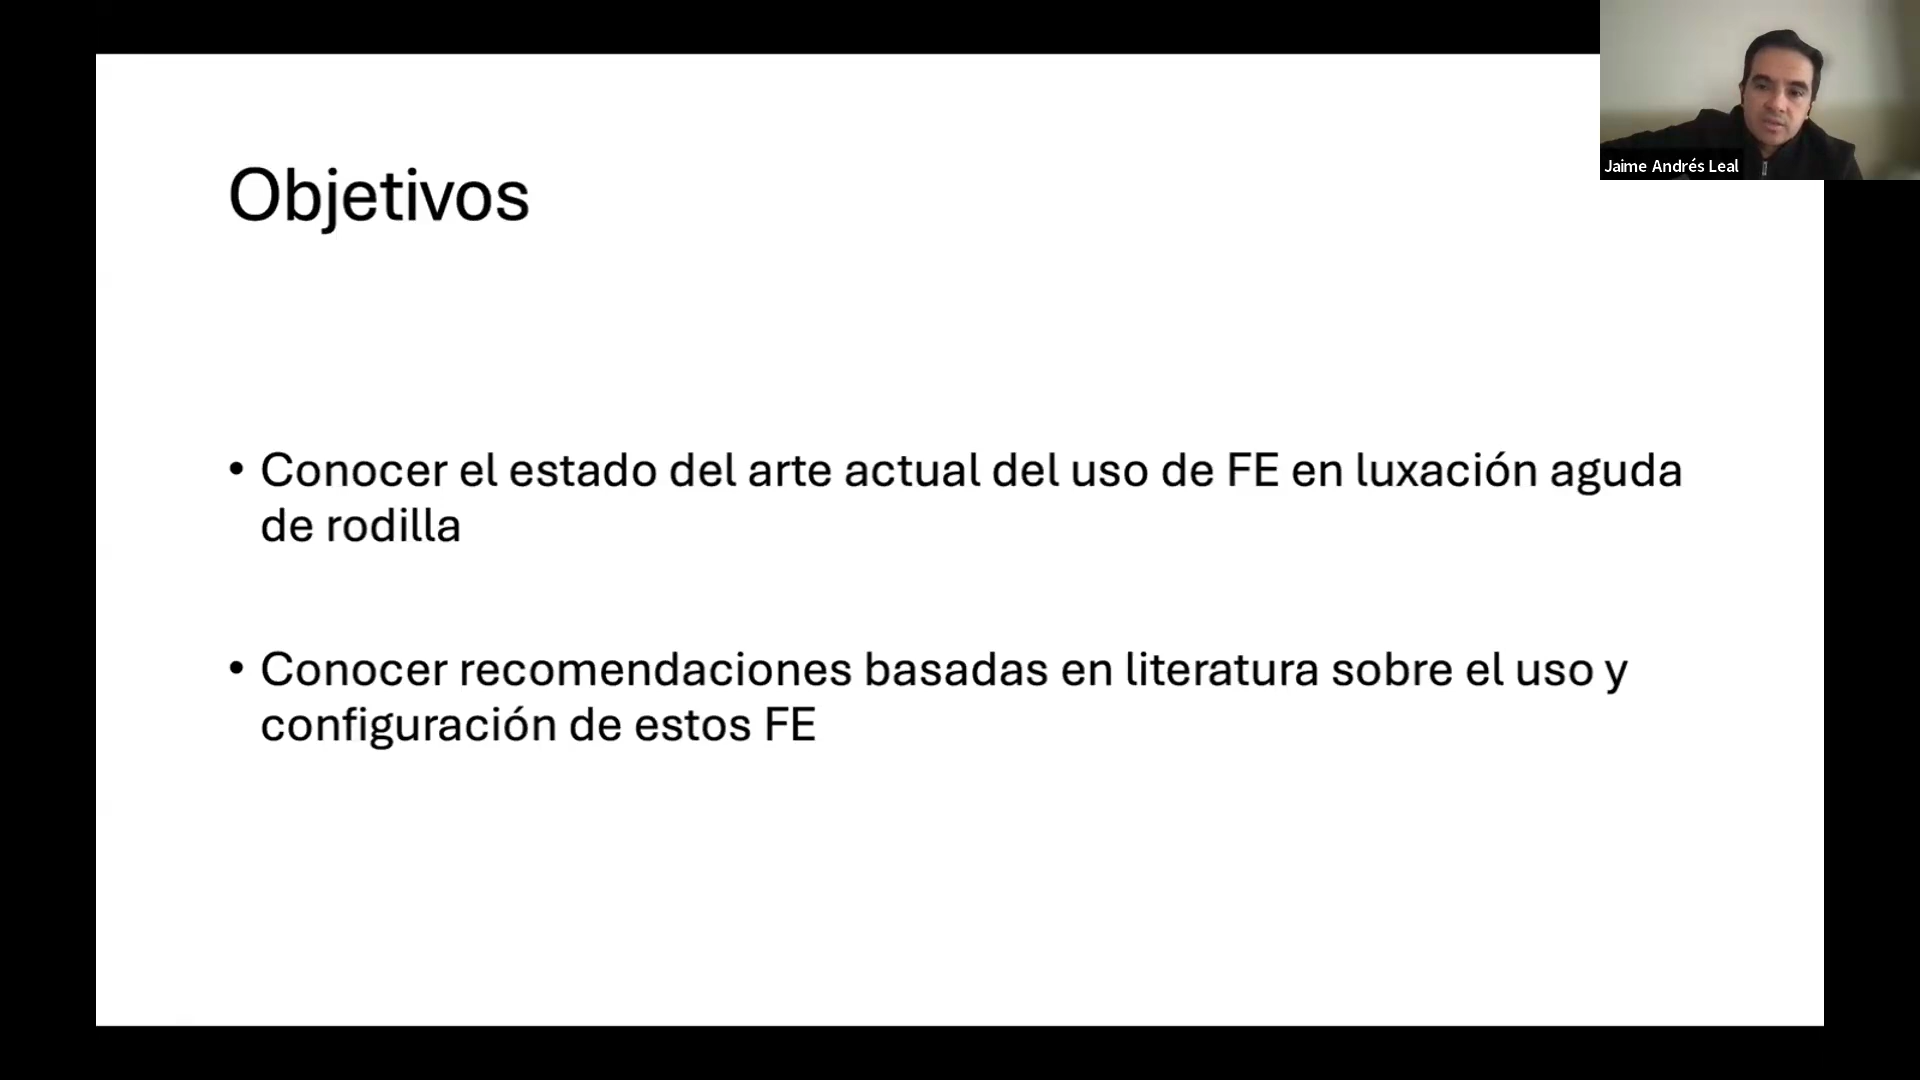 Jaime Andrés Leal
Objetivos
• Conocer el estado del arte actual del uso de FE en luxación aguda
de rodilla
• Conocer recomendaciones basadas en literatura sobre el uso y
configuración de estos FE